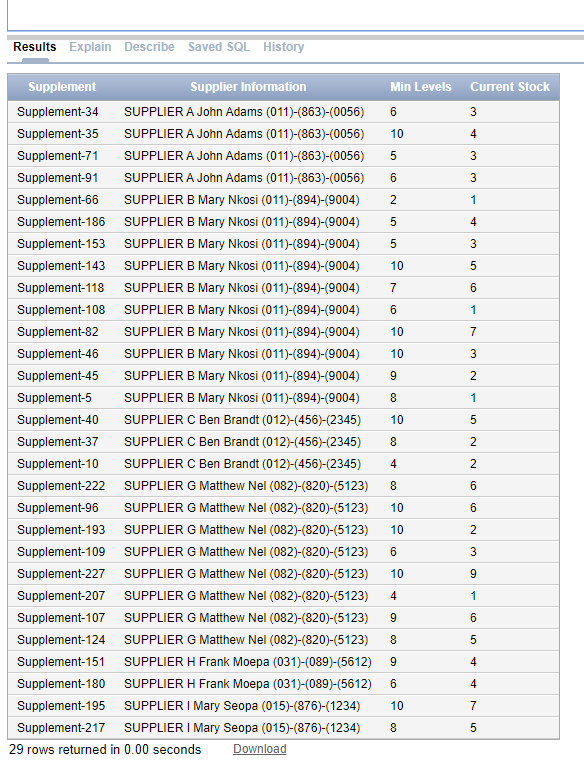 Results Explain Describe Saved SQL History
Supplement Supplier Information Min Levels Current Stock
Supplement-34 SUPPLIER A John Adams (011)-(863)-(0056) 6 3
Supplement-35 SUPPLIER A John Adams (011)-(863)-(0056) 10 4
Supplement-71 SUPPLIER A John Adams (011)-(863)-(0056) 5 3
Supplement-91 SUPPLIER A John Adams (011)-(863)-(0056) 6 3
Supplement-66 SUPPLIER B Mary Nkosi (011)-(894)-(9004) 2 1
Supplement-186 SUPPLIER B Mary Nkosi (011)-(894)-(9004) 5 4
Supplement-153 SUPPLIER B Mary Nkosi (011)-(894)-(9004) 5 3
Supplement-143 SUPPLIER B Mary Nkosi (011)-(894)-(9004) 10 5
Supplement-118 SUPPLIER B Mary Nkosi (011)-(894)-(9004) 7 6
Supplement-108 SUPPLIER B Mary Nkosi (011)-(894)-(9004) 6 1
Supplement-82 SUPPLIER B Mary Nkosi (011)-(894)-(9004) 10 7
Supplement-46 SUPPLIER B Mary Nkosi (011)-(894)-(9004) 10 3
Supplement-45 SUPPLIER B Mary Nkosi (011)-(894)-(9004) 9 2
Supplement-5 SUPPLIER B Mary Nkosi (011)-(894)-(9004) 8 1
Supplement-40 SUPPLIER C Ben Brandt (012)-(456)-(2345) 10 5
Supplement-37 SUPPLIER C Ben Brandt (012)-(456)-(2345) 8 2
Supplement-10 SUPPLIER C Ben Brandt (012)-(456)-(2345) 4 2
Supplement-222 SUPPLIER G Matthew Nel (082)-(820)-(5123) 8 6
Supplement-96 SUPPLIER G Matthew Nel (082)-(820)-(5123) 10 6
Supplement-193 SUPPLIER G Matthew Nel (082)-(820)-(5123) 10 2
Supplement-109 SUPPLIER G Matthew Nel (082)-(820)-(5123) 6 3
Supplement-227 SUPPLIER G Matthew Nel (082)-(820)-(5123) 10 9
Supplement-207 SUPPLIER G Matthew Nel (082)-(820)-(5123) 4 1
Supplement-107 SUPPLIER G Matthew Nel (082)-(820)-(5123) 9 6
Supplement-124 SUPPLIER G Matthew Nel (082)-(820)-(5123) 8 5
Supplement-151 SUPPLIER H Frank Moepa (031)-(089)-(5612) 9 4
Supplement-180 SUPPLIER H Frank Moepa (031)-(089)-(5612) 6 4
Supplement-195 SUPPLIER I Mary Seopa (015)-(876)-(1234) 10 7
Supplement-217 SUPPLIER I Mary Seopa (015)-(876)-(1234) 8 5
29 rows returned in 0.00 seconds Download